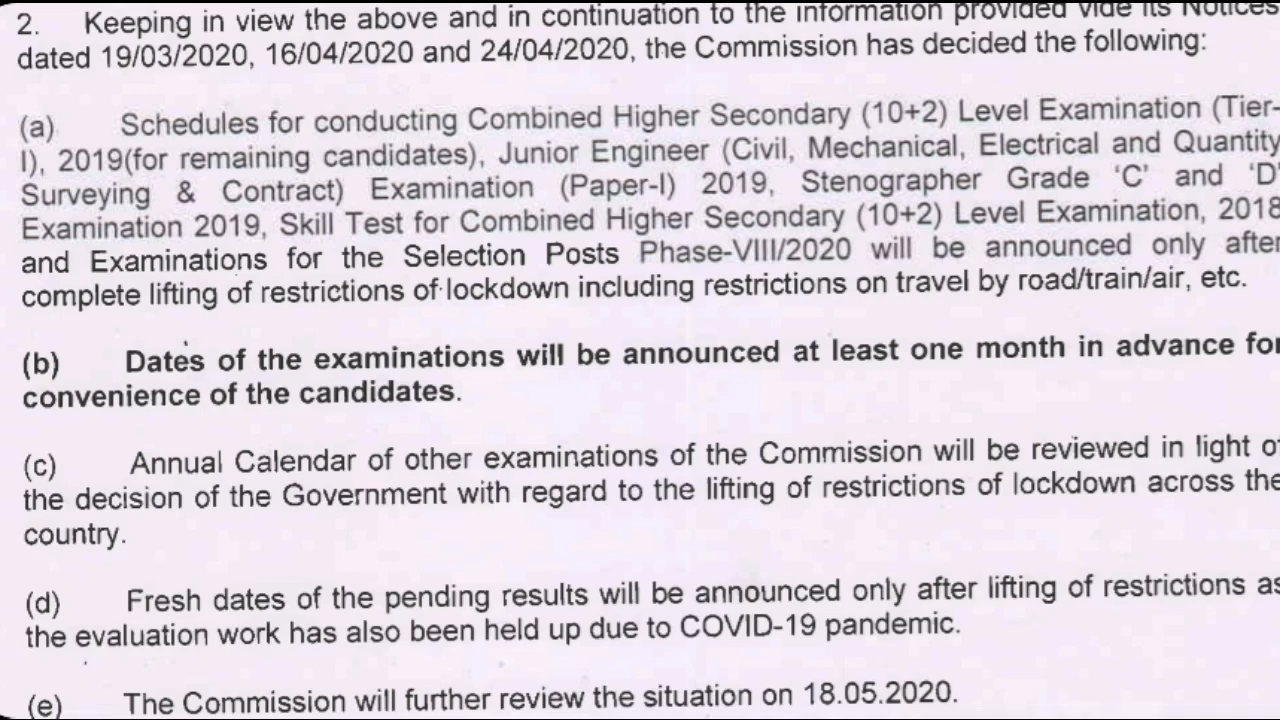 2. Keeping in view the above and in continuation to the information provided vide its Notices
dated 19/03/2020, 16/04/2020 and 24/04/2020, the Commission has decided the following:
(a) Schedules for conducting Combined Higher Secondary (10+2) Level Examination (Tier-
I), 2019(for remaining candidates), Junior Engineer (Civil, Mechanical, Electrical and Quantity
Surveying & Contract) Examination (Paper-I) 2019, Stenographer Grade 'C' and 'D'
Examination 2019, Skill Test for Combined Higher Secondary (10+2) Level Examination, 2018
and Examinations for the Selection Posts Phase-VIII/2020 will be announced only after
complete lifting of restrictions of lockdown including restrictions on travel by road/train/air, etc.
(b) Dates of the examinations will be announced at least one month in advance for
convenience of the candidates.
(c) Annual Calendar of other examinations of the Commission will be reviewed in light of
the decision of the Government with regard to the lifting of restrictions of lockdown across the
country.
(d) Fresh dates of the pending results will be announced only after lifting of restrictions as
the evaluation work has also been held up due to COVID-19 pandemic.
(e) The Commission will further review the situation on 18.05.2020.